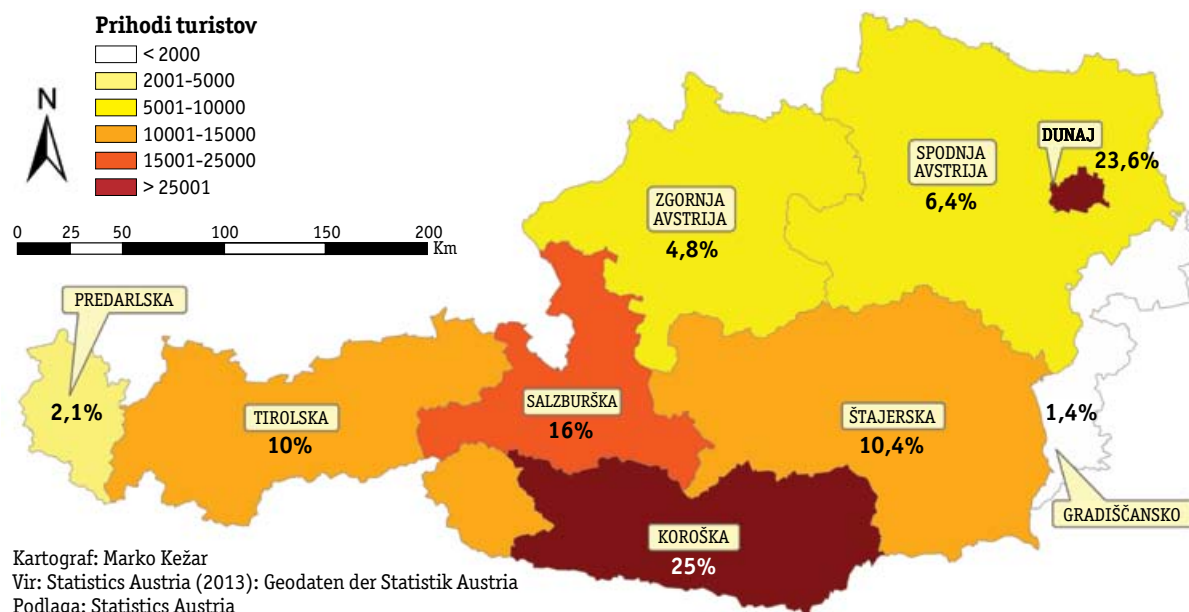 Prihodi turistov
< 2000
2001-5000
5001-10000
10001-15000
15001-25000
> 25001
N
0 25 50 100 150 200
Km
PREDARLSKA
2,1%
TIROLSKA
10%
SALZBURŠKA
16%
ZGORNJA
AVSTRIJA
4,8%
SPODNJA
AVSTRIJA
6,4%
DUNAJ
23,6%
ŠTAJERSKA
10,4%
1,4%
GRADIŠČANSKO
KOROŠKA
25%
Kartograf: Marko Kežar
Vir: Statistics Austria (2013): Geodaten der Statistik Austria
Podlaga: Statistics Austria